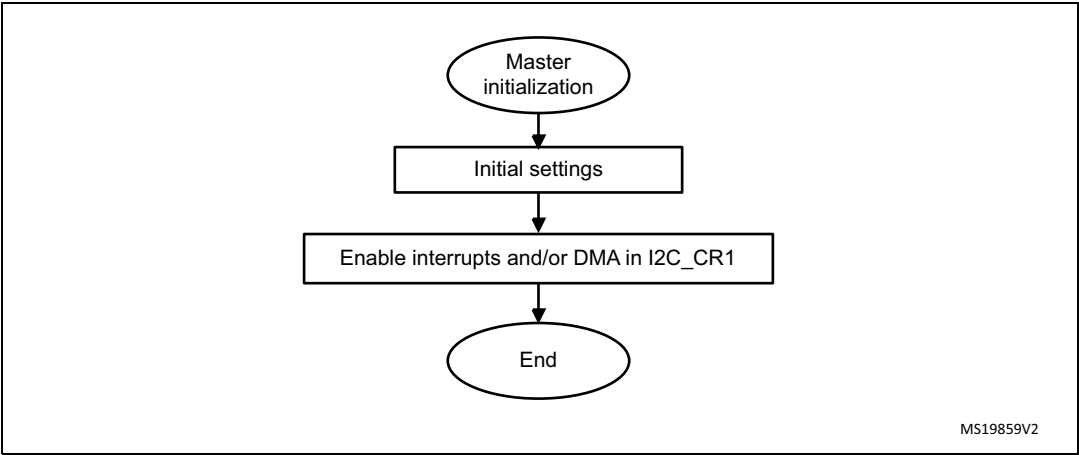 Master
initialization
Initial settings
Enable interrupts and/or DMA in I2C_CR1
End
MS19859V2